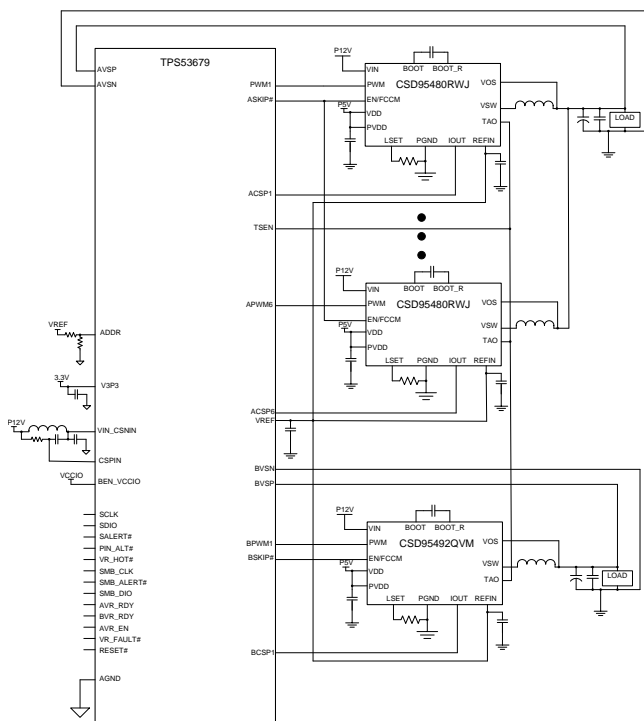 TPS53679
AVSP
AVSN
PWM1
ASKIP#
ACSP1
TSEN
APWM6
ACSP6
VREF
BVSN
BVSP
BPWM1
BSKIP#
BCSP1
VREF
ADDR
3.3V
V3P3
P12V
VIN_CSNIN
CSPIN
VCCIO
BEN_VCCIO
SCLK
SDIO
SALERT#
PIN_ALT#
VR_HOT#
SMB_CLK
SMB_ALERT#
SMB_DIO
AVR_RDY
BVR_RDY
AVR_EN
VR_FAULT#
RESET#
AGND
P12V
P5V
BOOT BOOT_R
VIN
CSD95480RWJ
PWM
EN/FCCM
VDD
PVDD
VOS
VSW
TAO
LSET PGND IOUT REFIN
LOAD
P12V
P5V
BOOT BOOT_R
VIN
CSD95480RWJ
PWM
EN/FCCM
VDD
PVDD
VOS
VSW
TAO
LSET PGND IOUT REFIN
P12V
P5V
BOOT BOOT_R
VIN
CSD95492QVM
PWM
EN/FCCM
VDD
PVDD
VOS
VSW
TAO
LSET PGND IOUT REFIN
LOAD